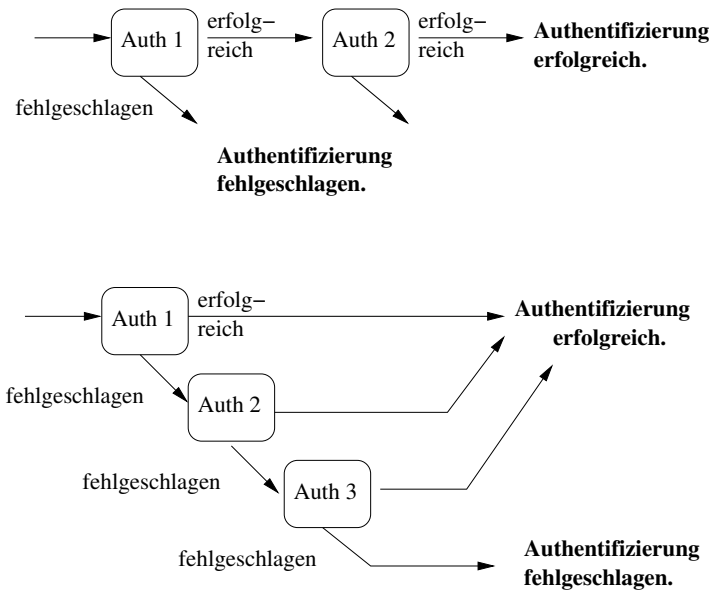 Auth 1
erfolg−
reich
Auth 2
erfolg−
reich
Authentifizierung
erfolgreich.
fehlgeschlagen
Authentifizierung
fehlgeschlagen.
Auth 1
erfolg−
reich
Authentifizierung
erfolgreich.
fehlgeschlagen
Auth 2
fehlgeschlagen
Auth 3
fehlgeschlagen
Authentifizierung
fehlgeschlagen.